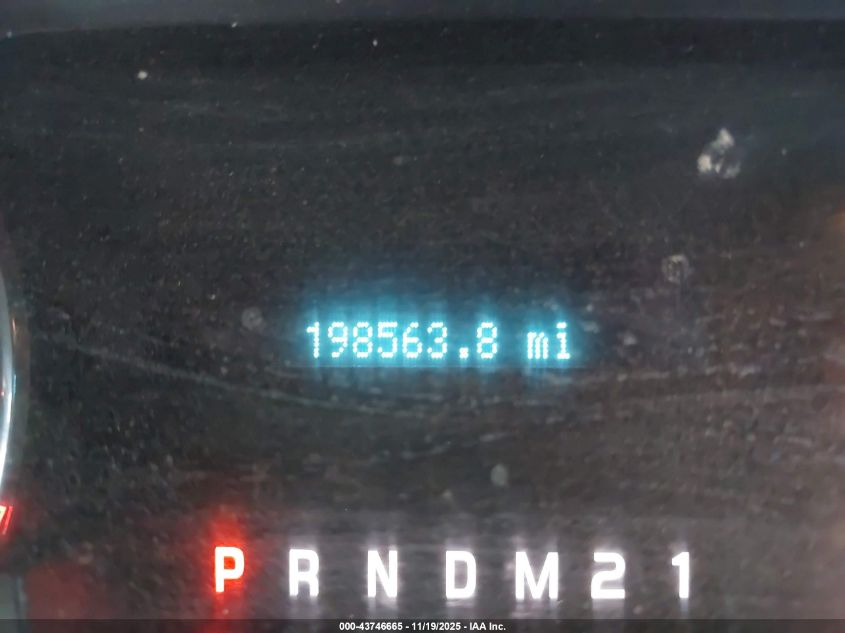 198563.8 mi
P R N D M 2 1
000-43746665 - 11/19/2025 - IAA Inc.